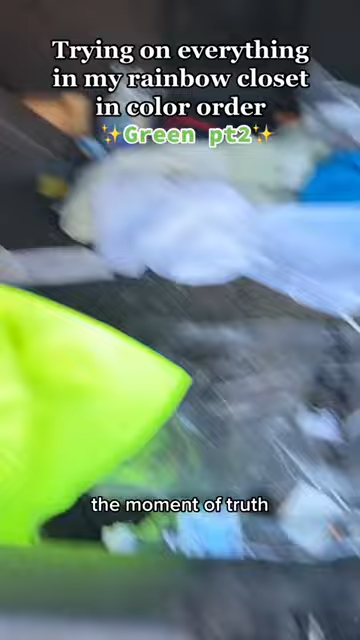 Trying on everything
in my rainbow closet
in color order
✨Green pt2✨
the moment of truth